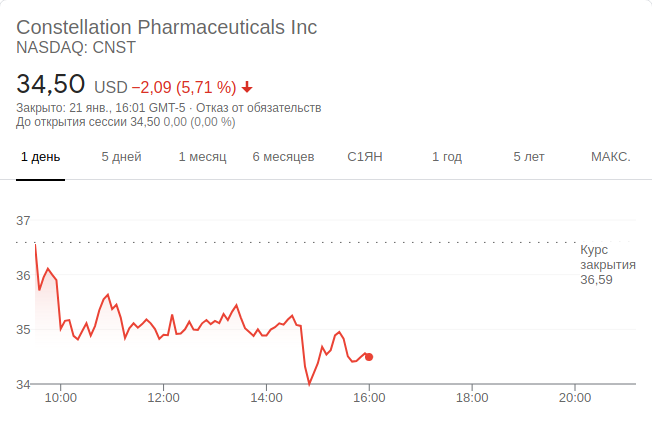 Constellation Pharmaceuticals Inc
NASDAQ: CNST
34,50 USD −2,09 (5,71 %)
Закрыто: 21 янв., 16:01 GMT-5 · Отказ от обязательств
До открытия сессии 34,50 0,00 (0,00 %)
1 день 5 дней 1 месяц 6 месяцев С1ЯН 1 год 5 лет МАКС.
37
Курс
закрытия
36,59
36
35
34
10:00 12:00 14:00 16:00 18:00 20:00